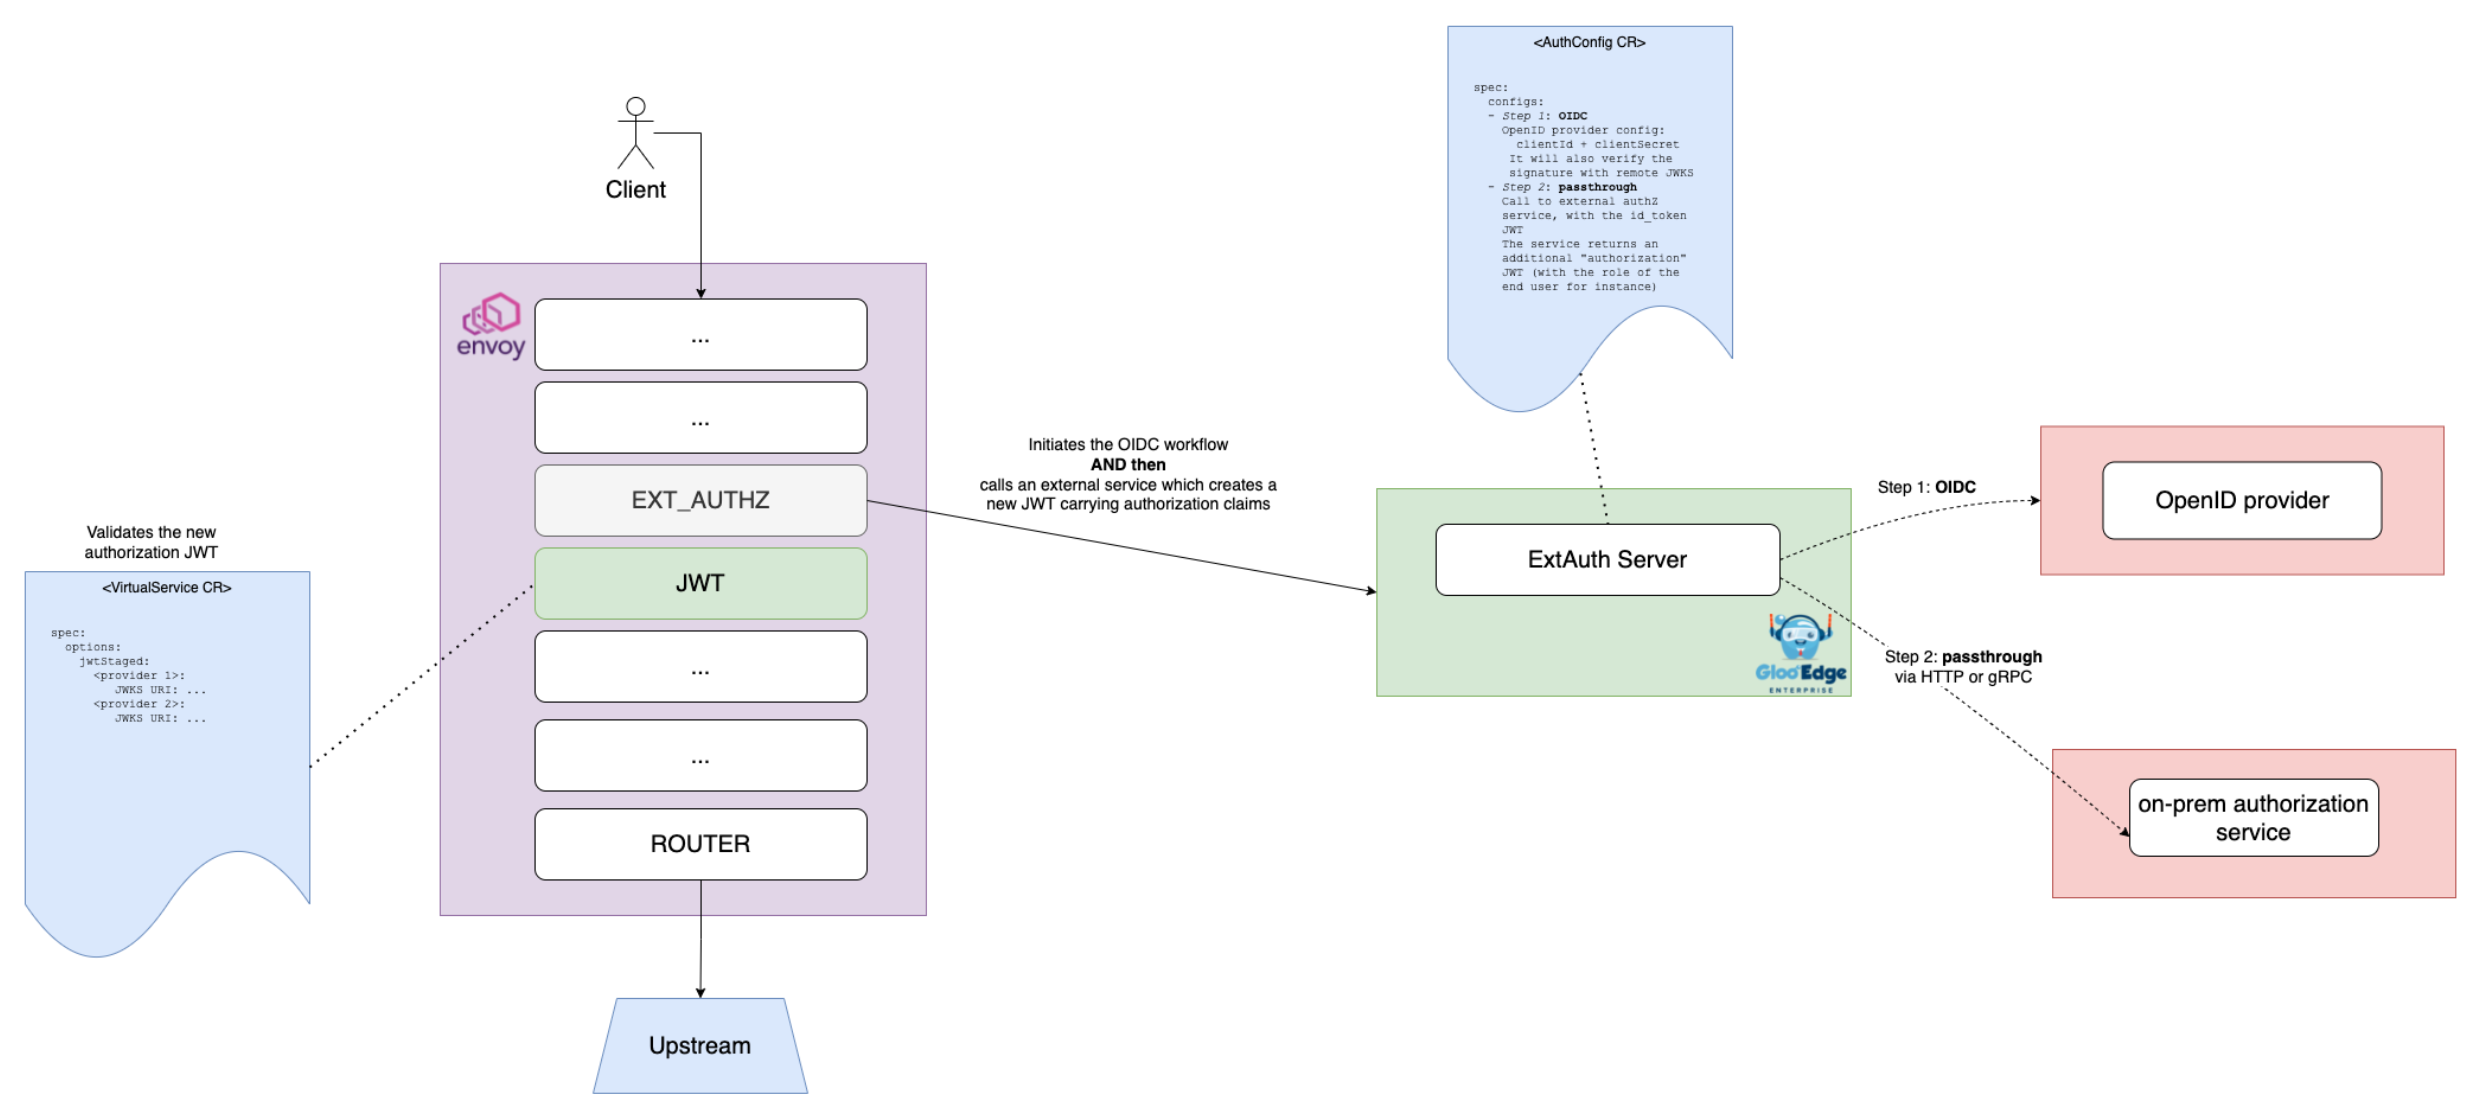 <AuthConfig CR>
spec:
configs:
- Step 1: OIDC
OpenID provider config:
clientId + clientSecret
It will also verify the
signature with remote JWKS
- Step 2: passthrough
Call to external authZ
service, with the id_token
JWT
The service returns an
additional "authorization"
JWT (with the role of the
end user for instance)
Client
envoy
...
...
EXT_AUTHZ
JWT
...
...
ROUTER
Upstream
Initiates the OIDC workflow
AND then
calls an external service which creates a
new JWT carrying authorization claims
Validates the new
authorization JWT
<VirtualService CR>
spec:
options:
jwtStaged:
<provider 1>:
JWKS URI: ...
<provider 2>:
JWKS URI: ...
ExtAuth Server
Gloo Edge
ENTERPRISE
Step 1: OIDC
OpenID provider
Step 2: passthrough
via HTTP or gRPC
on-prem authorization
service